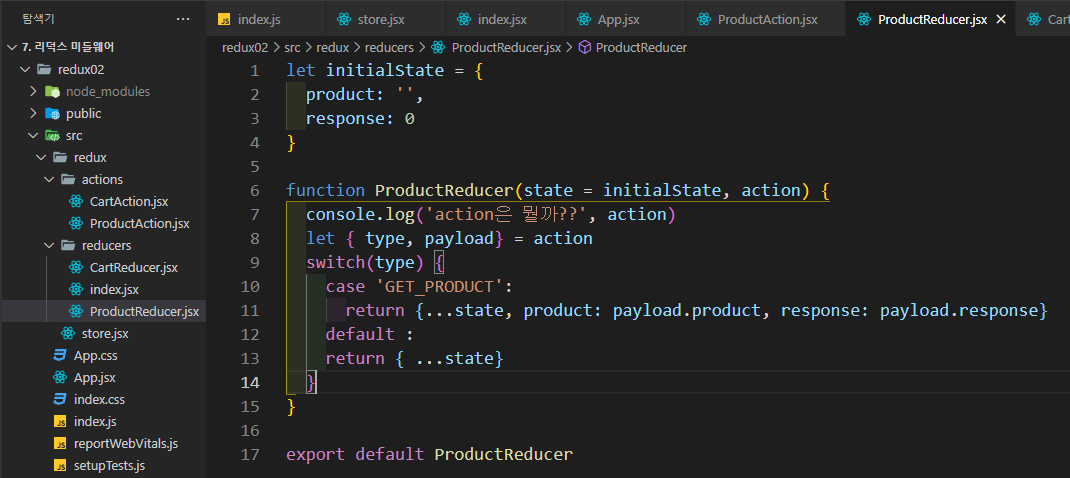 탐색기 ···
index.js
store.jsx
index.jsx
App.jsx
ProductAction.jsx
ProductReducer.jsx ×
Cart
7. 리덕스 미들웨어
redux02
node_modules
public
src
redux
actions
CartAction.jsx
ProductAction.jsx
reducers
CartReducer.jsx
index.jsx
ProductReducer.jsx
store.jsx
App.css
App.jsx
index.css
JS index.js
JS reportWebVitals.js
JS setupTests.js
redux02 > src > redux > reducers > ProductReducer.jsx > ProductReducer
1 let initialState = {
2 product: '',
3 response: 0
4 }
5
6 function ProductReducer(state = initialState, action) {
7 console.log('action은 뭘까??', action)
8 let { type, payload} = action
9 switch(type) {
10 case 'GET_PRODUCT':
11 return {...state, product: payload.product, response: payload.response}
12 default :
13 return { ...state}
14 }
15 }
16
17 export default ProductReducer